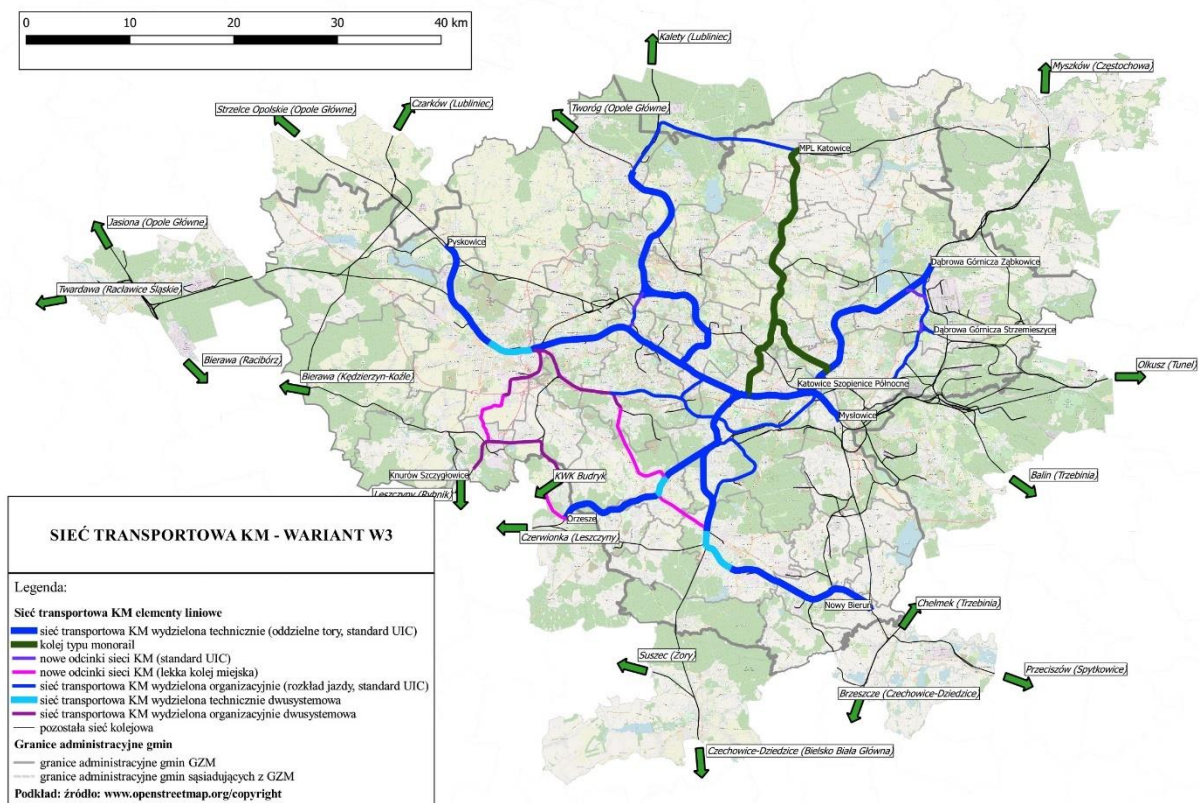 0 10 20 30 40 km
Kalety (Lubliniec)
Myszków (Częstochowa)
Strzelce Opolskie (Opole Główne)
Czarków (Lubliniec)
Tworóg (Opole Główne)
MPL Katowice
Jasiona (Opole Główne)
Pyskowice
Dąbrowa Górnicza Ząbkowice
Twardawa (Racławice Śląskie)
Dąbrowa Górnicza Strzemieszyce
Bierawa (Racibórz)
Olkusz (Tunel)
Bierawa (Kędzierzyn-Koźle)
Katowice Szopienice Północne
Mysłowice
Knurów Szczygłowice
KWK Budryk
Balin (Trzebinia)
Leszczyny (Rybnik)
Orzesze
Czerwionka (Leszczyny)
SIEĆ TRANSPORTOWA KM - WARIANT W3
Legenda:
Sieć transportowa KM elementy liniowe
sieć transportowa KM wydzielona technicznie (oddzielne tory, standard UIC)
kolej typu monorail
nowe odcinki sieci KM (standard UIC)
nowe odcinki sieci KM (lekka kolej miejska)
sieć transportowa KM wydzielona organizacyjnie (rozkład jazdy, standard UIC)
sieć transportowa KM wydzielona technicznie dwusystemowa
sieć transportowa KM wydzielona organizacyjnie dwusystemowa
pozostała sieć kolejowa
Granice administracyjne gmin
granice administracyjne gmin GZM
granice administracyjne gmin sąsiadujących z GZM
Podkład: źródło: www.openstreetmap.org/copyright
Nowy Bieruń
Chełmek (Trzebinia)
Suszec (Żory)
Przeciszów (Spytkowice)
Brzeszcze (Czechowice-Dziedzice)
Czechowice-Dziedzice (Bielsko Biała Główna)